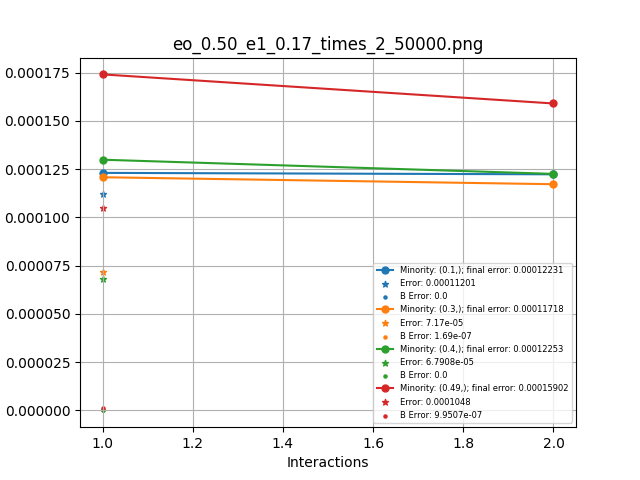 eo_0.50_e1_0.17_times_2_50000.png
0.000175
0.000150
0.000125
0.000100
0.000075
0.000050
0.000025
0.000000
Minority: (0.1,); final error: 0.00012231
Error: 0.00011201
B Error: 0.0
Minority: (0.3,); final error: 0.00011718
Error: 7.17e-05
B Error: 1.69e-07
Minority: (0.4,); final error: 0.00012253
Error: 6.7908e-05
B Error: 0.0
Minority: (0.49,); final error: 0.00015902
Error: 0.0001048
B Error: 9.9507e-07
1.0 1.2 1.4 1.6 1.8 2.0
Interactions